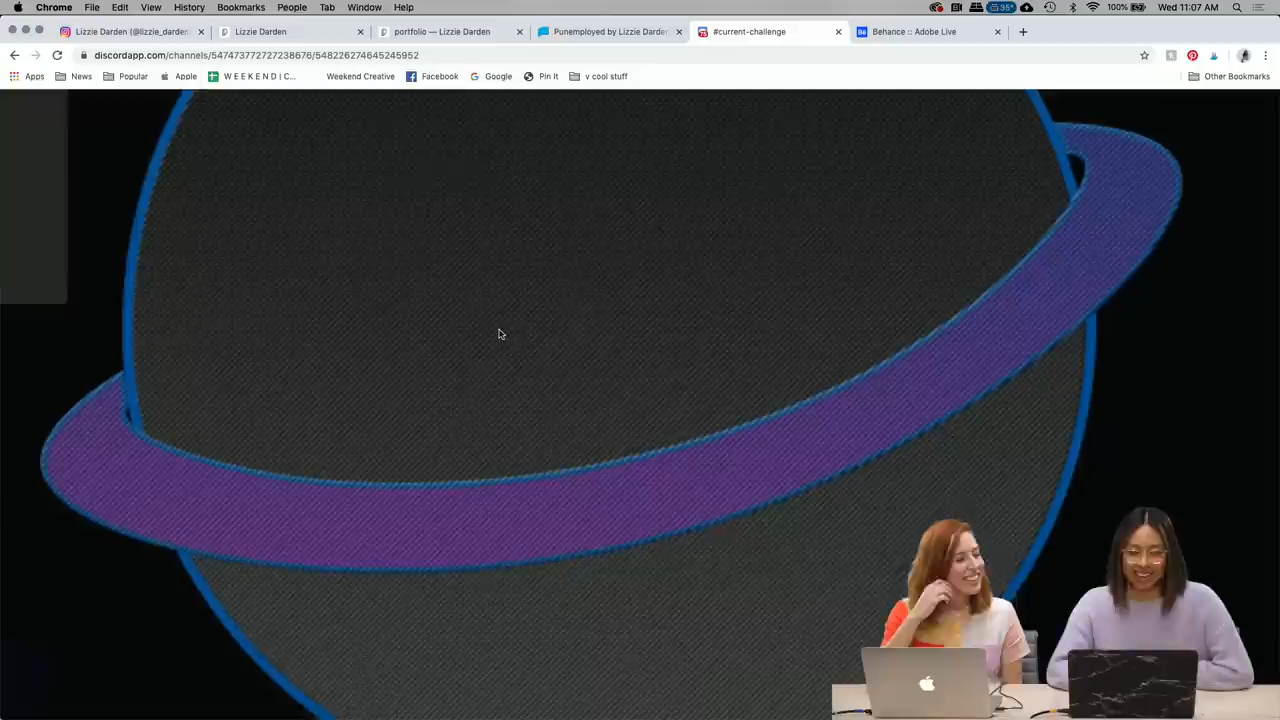 Chrome File Edit View History Bookmarks People Tab Window Help 35° 100% Wed 11:07 AM
Lizzie Darden (@lizzie_darden Lizzie Darden portfolio — Lizzie Darden Punemployed by Lizzie Darden #current-challenge Behance :: Adobe Live
discordapp.com/channels/547473772727238676/548226274645245952
Apps News Popular Apple W E E K E N D | C... Weekend Creative Facebook Google Pin It v cool stuff Other Bookmarks